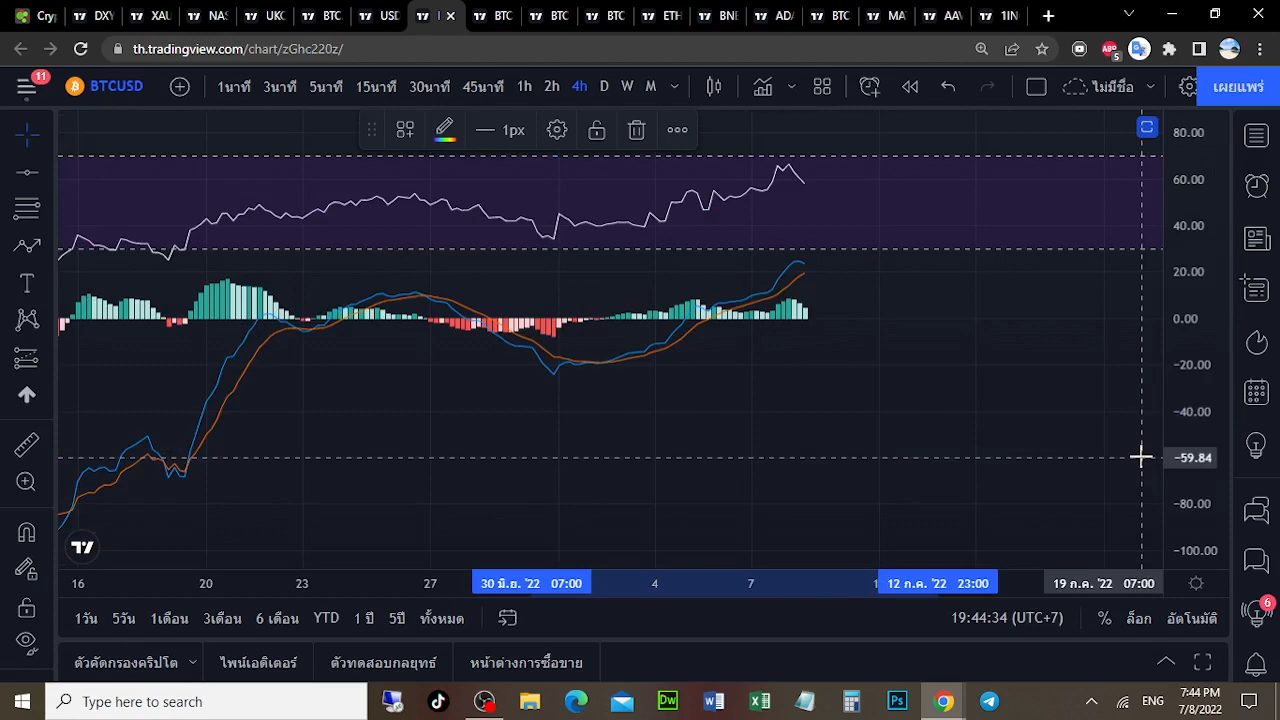 Cryp
DXY
XAU
NAS
UKO
BTC
USD
BTC
BTC
BTC
ETH
BNE
ADA
BTC
MA
AAV
1IN
th.tradingview.com/chart/zGhc220z/
5
11
BTCUSD
1นาที 3นาที 5นาที 15นาที 30นาที 45นาที 1h 2h 4h D W M
ไม่มีชื่อ
เผยแพร่
1px
80.00
60.00
40.00
20.00
0.00
−20.00
−40.00
−59.84
−80.00
−100.00
16 20 23 27 30 มิ.ย. '22 07:00 4 7 12 ก.ค. '22 23:00 19 ก.ค. '22 07:00
1วัน 5วัน 1เดือน 3เดือน 6 เดือน YTD 1 ปี 5ปี ทั้งหมด
19:44:34 (UTC+7)
% ล็อก อัตโนมัติ
6
ตัวคัดกรองคริปโต ไพน์เอดิเตอร์ ตัวทดสอบกลยุทธ์ หน้าต่างการซื้อขาย
Type here to search
Dw
Ps
ENG
7:44 PM
7/8/2022